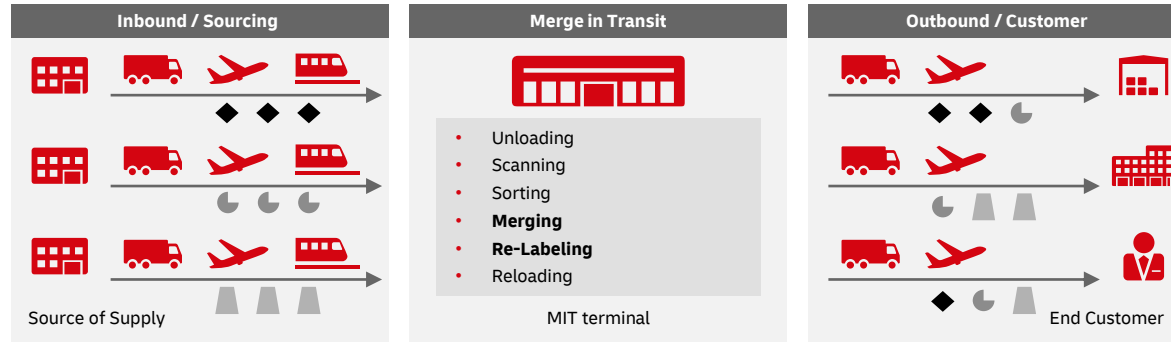 Inbound / Sourcing
Source of Supply
Merge in Transit
• Unloading
• Scanning
• Sorting
• Merging
• Re-Labeling
• Reloading
MIT terminal
Outbound / Customer
End Customer